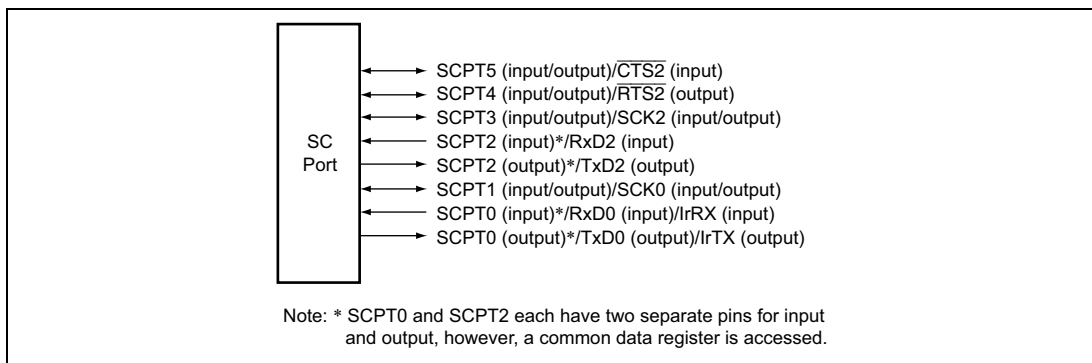 SC
Port
SCPT5 (input/output)/C̅T̅S̅2̅ (input)
SCPT4 (input/output)/R̅T̅S̅2̅ (output)
SCPT3 (input/output)/SCK2 (input/output)
SCPT2 (input)*/RxD2 (input)
SCPT2 (output)*/TxD2 (output)
SCPT1 (input/output)/SCK0 (input/output)
SCPT0 (input)*/RxD0 (input)/IrRX (input)
SCPT0 (output)*/TxD0 (output)/IrTX (output)
Note: * SCPT0 and SCPT2 each have two separate pins for input
and output, however, a common data register is accessed.